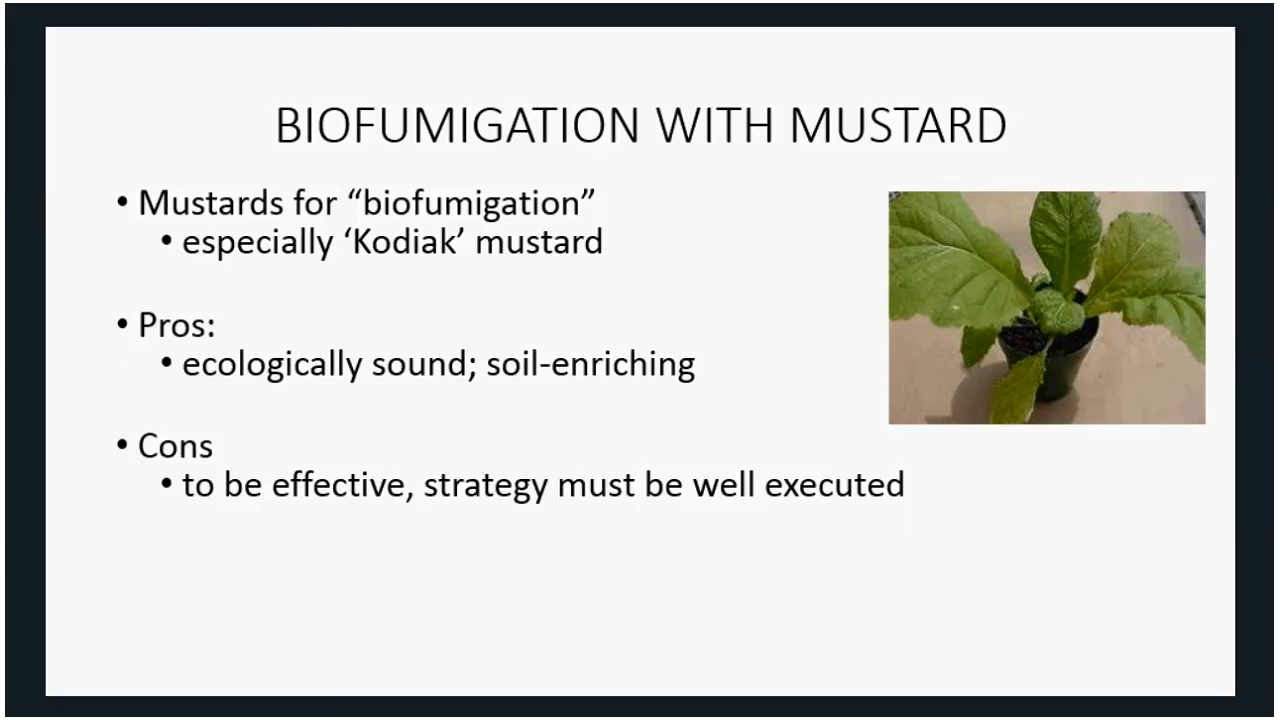 BIOFUMIGATION WITH MUSTARD
• Mustards for “biofumigation”
• especially ‘Kodiak’ mustard
• Pros:
• ecologically sound; soil-enriching
• Cons
• to be effective, strategy must be well executed